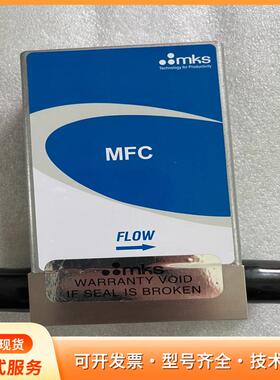 现货
mks
Technology for Productivity
MFC
FLOW
mks
WARRANTY VOID
IF SEAL IS BROKEN
式服务
可开发票·型号齐全·技术